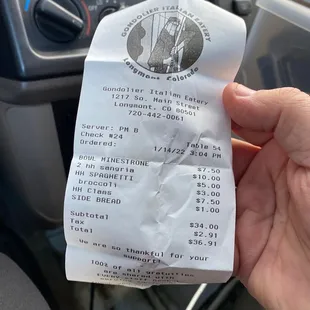 GONDOLIER ITALIAN EATERY
Longmont, Colorado
Gondolier Italian Eatery
1217 So. Main Street
Longmont, CO 80501
720-442-0061
Server: PM B
Table 54
Check #24
Ordered:
1/14/22 3:04 PM
BOWL MINESTRONE $7.50
2 hh sangria $10.00
HH SPAGHETTI $5.00
broccoli $3.00
HH Clams $7.50
SIDE BREAD $1.00
Subtotal $34.00
Tax $2.91
Total $36.91
We are so thankful for your
support!
100% of all gratuities
are